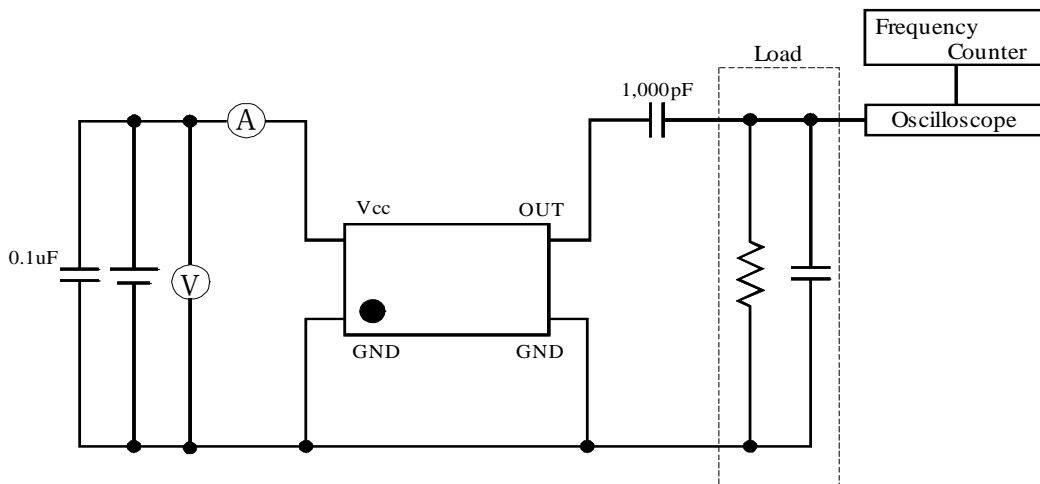 Frequency
Counter
Load
1,000pF
Oscilloscope
A
Vcc
OUT
0.1uF
V
GND
GND